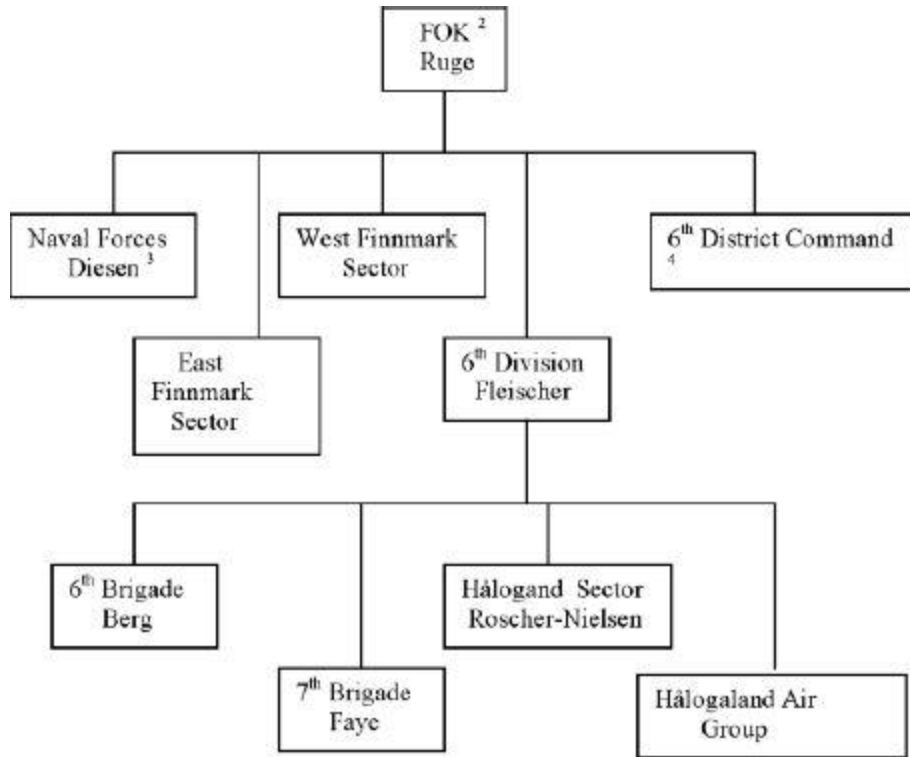 FOK 2
Ruge
Naval Forces
Diesen 3
West Finnmark
Sector
6th District Command
4
East
Finnmark
Sector
6th Division
Fleischer
6th Brigade
Berg
Hålogand Sector
Roscher-Nielsen
7th Brigade
Faye
Hålogaland Air
Group